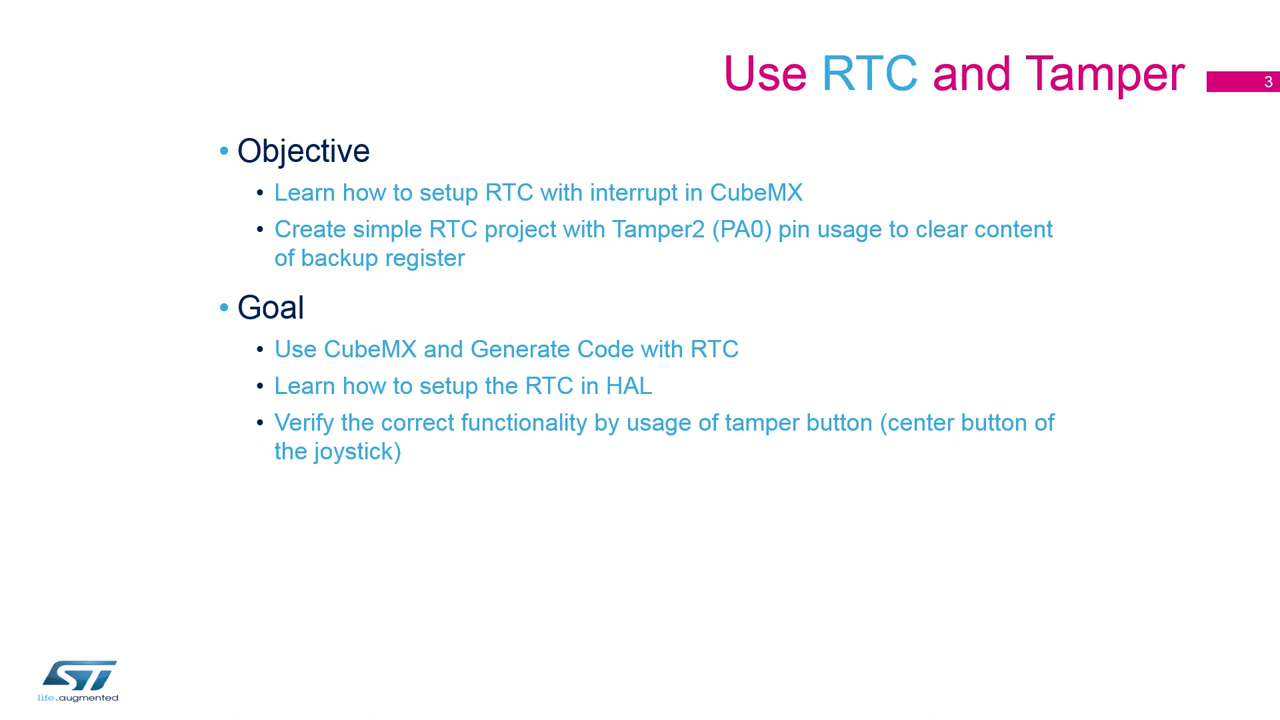 Use RTC and Tamper
3
• Objective
• Learn how to setup RTC with interrupt in CubeMX
• Create simple RTC project with Tamper2 (PA0) pin usage to clear content
of backup register
• Goal
• Use CubeMX and Generate Code with RTC
• Learn how to setup the RTC in HAL
• Verify the correct functionality by usage of tamper button (center button of
the joystick)
ST
life.augmented